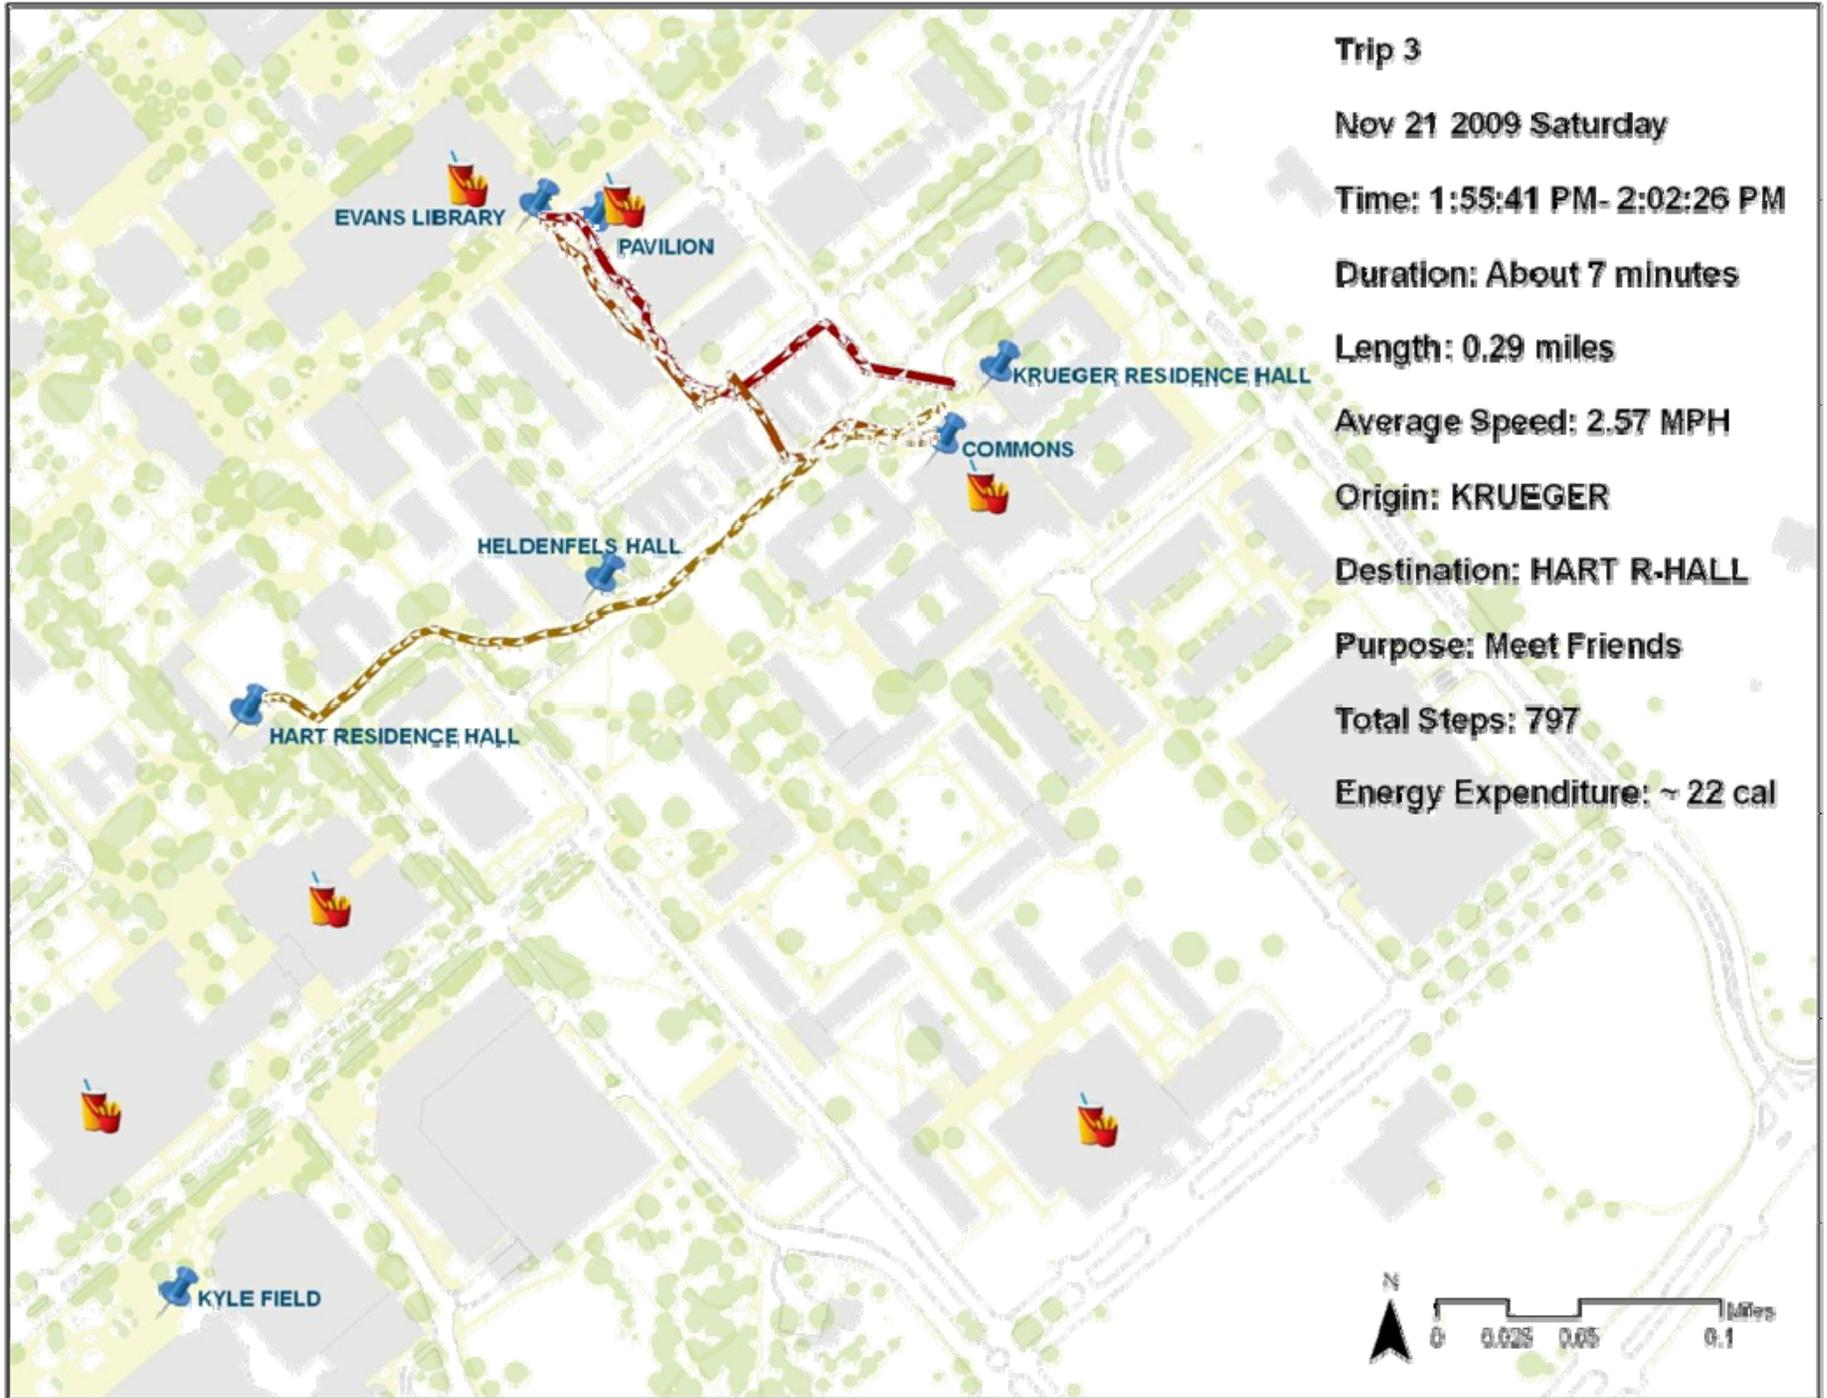 Trip 3
Nov 21 2009 Saturday
Time: 1:55:41 PM- 2:02:26 PM
Duration: About 7 minutes
Length: 0.29 miles
Average Speed: 2.57 MPH
Origin: KRUEGER
Destination: HART R-HALL
Purpose: Meet Friends
Total Steps: 797
Energy Expenditure: ~ 22 cal
EVANS LIBRARY
PAVILION
KRUEGER RESIDENCE HALL
COMMONS
HELDENFELS HALL
HART RESIDENCE HALL
KYLE FIELD
N
Miles
0 0.025 0.05 0.1